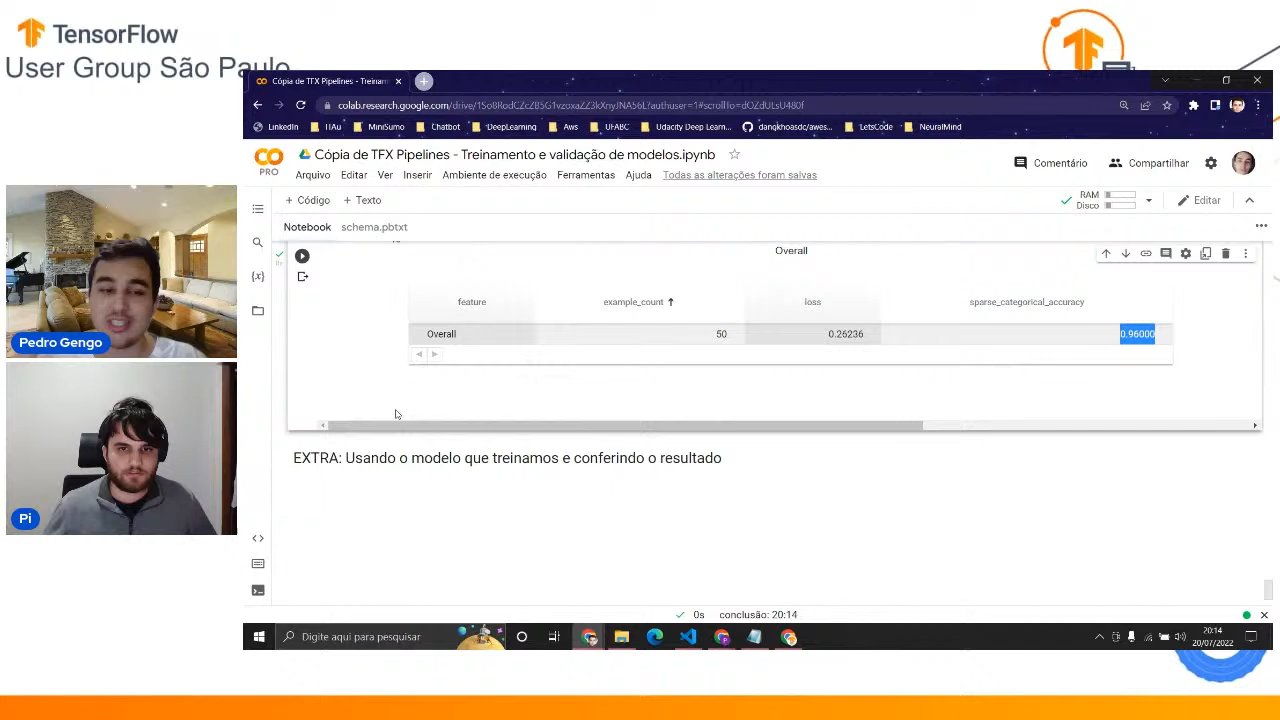 TensorFlow
User Group São Paulo
Cópia de TFX Pipelines - Treinam
colab.research.google.com/drive/1So8RodCZcZB5G1vzoxaZZ3kXnyJNA56L?authuser=1#scrollTo=dOZdULsU480f
LinkedIn ITAu MiniSumo Chatbot DeepLearning Aws UFABC Udacity Deep Learn... dangkhoasdc/awes... LetsCode NeuralMind
CO
PRO
Cópia de TFX Pipelines - Treinamento e validação de modelos.ipynb
Comentário
Compartilhar
Arquivo Editar Ver Inserir Ambiente de execução Ferramentas Ajuda Todas as alterações foram salvas
+ Código + Texto
RAM
Disco
Editar
Notebook schema.pbtxt
Overall
feature example_count loss sparse_categorical_accuracy
Overall 50 0.26236 0.96000
EXTRA: Usando o modelo que treinamos e conferindo o resultado
Pedro Gengo
Pi
0s conclusão: 20:14
Digite aqui para pesquisar
20:14
20/07/2022